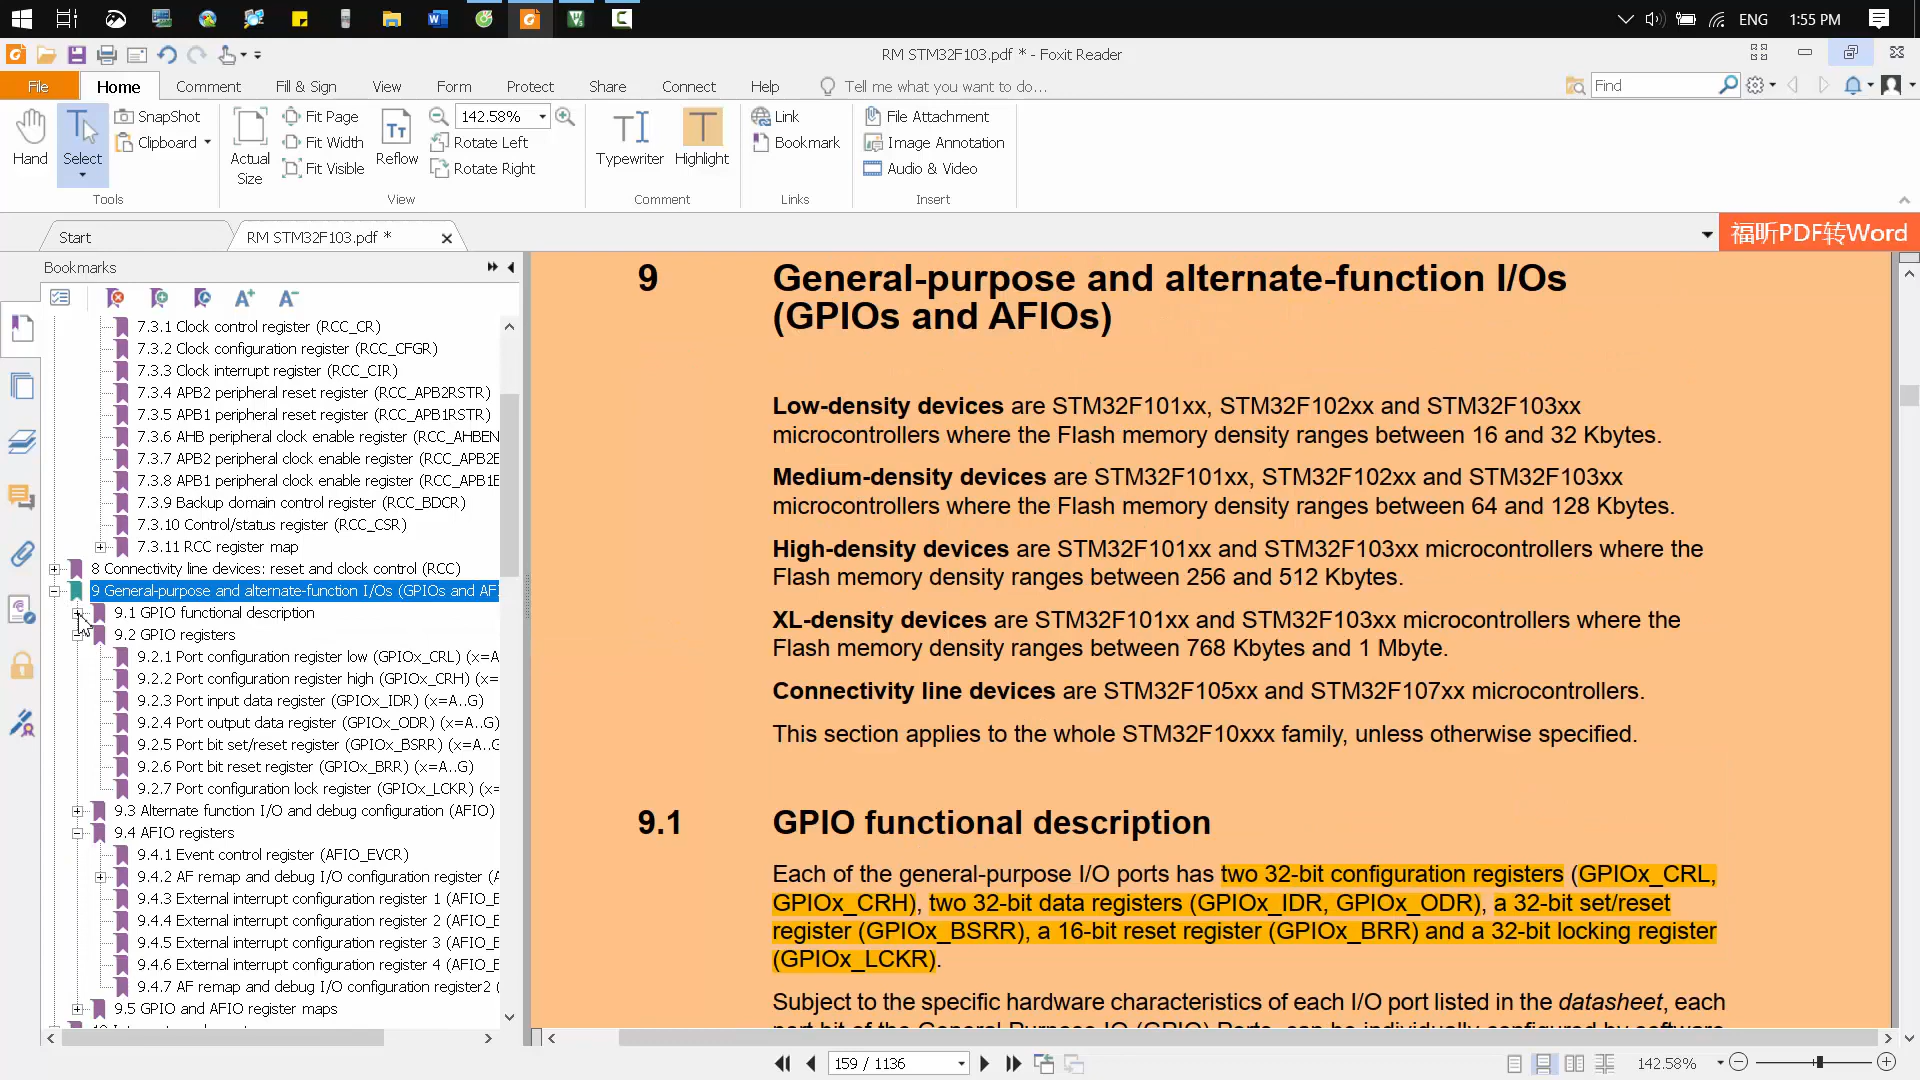 ENG
1:55 PM
RM STM32F103.pdf * - Foxit Reader
File
Home
Comment
Fill & Sign
View
Form
Protect
Share
Connect
Help
Tell me what you want to do...
Find
Hand
Select
SnapShot
Clipboard
Tools
Actual
Size
Fit Page
Fit Width
Fit Visible
Reflow
142.58%
Rotate Left
Rotate Right
View
Typewriter
Highlight
Comment
Link
Bookmark
Links
File Attachment
Image Annotation
Audio & Video
Insert
Start
RM STM32F103.pdf *
福昕PDF转Word
Bookmarks
7.3.1 Clock control register (RCC_CR)
7.3.2 Clock configuration register (RCC_CFGR)
7.3.3 Clock interrupt register (RCC_CIR)
7.3.4 APB2 peripheral reset register (RCC_APB2RSTR)
7.3.5 APB1 peripheral reset register (RCC_APB1RSTR)
7.3.6 AHB peripheral clock enable register (RCC_AHBEN
7.3.7 APB2 peripheral clock enable register (RCC_APB2E
7.3.8 APB1 peripheral clock enable register (RCC_APB1E
7.3.9 Backup domain control register (RCC_BDCR)
7.3.10 Control/status register (RCC_CSR)
7.3.11 RCC register map
8 Connectivity line devices: reset and clock control (RCC)
9 General-purpose and alternate-function I/Os (GPIOs and AFI
9.1 GPIO functional description
9.2 GPIO registers
9.2.1 Port configuration register low (GPIOx_CRL) (x=A
9.2.2 Port configuration register high (GPIOx_CRH) (x=
9.2.3 Port input data register (GPIOx_IDR) (x=A..G)
9.2.4 Port output data register (GPIOx_ODR) (x=A..G)
9.2.5 Port bit set/reset register (GPIOx_BSRR) (x=A..G
9.2.6 Port bit reset register (GPIOx_BRR) (x=A..G)
9.2.7 Port configuration lock register (GPIOx_LCKR) (x=
9.3 Alternate function I/O and debug configuration (AFIO)
9.4 AFIO registers
9.4.1 Event control register (AFIO_EVCR)
9.4.2 AF remap and debug I/O configuration register (A
9.4.3 External interrupt configuration register 1 (AFIO_E
9.4.4 External interrupt configuration register 2 (AFIO_E
9.4.5 External interrupt configuration register 3 (AFIO_E
9.4.6 External interrupt configuration register 4 (AFIO_E
9.4.7 AF remap and debug I/O configuration register2 (
9.5 GPIO and AFIO register maps
9 General-purpose and alternate-function I/Os
(GPIOs and AFIOs)
Low-density devices are STM32F101xx, STM32F102xx and STM32F103xx
microcontrollers where the Flash memory density ranges between 16 and 32 Kbytes.
Medium-density devices are STM32F101xx, STM32F102xx and STM32F103xx
microcontrollers where the Flash memory density ranges between 64 and 128 Kbytes.
High-density devices are STM32F101xx and STM32F103xx microcontrollers where the
Flash memory density ranges between 256 and 512 Kbytes.
XL-density devices are STM32F101xx and STM32F103xx microcontrollers where the
Flash memory density ranges between 768 Kbytes and 1 Mbyte.
Connectivity line devices are STM32F105xx and STM32F107xx microcontrollers.
This section applies to the whole STM32F10xxx family, unless otherwise specified.
9.1 GPIO functional description
Each of the general-purpose I/O ports has two 32-bit configuration registers (GPIOx_CRL,
GPIOx_CRH), two 32-bit data registers (GPIOx_IDR, GPIOx_ODR), a 32-bit set/reset
register (GPIOx_BSRR), a 16-bit reset register (GPIOx_BRR) and a 32-bit locking register
(GPIOx_LCKR).
Subject to the specific hardware characteristics of each I/O port listed in the datasheet, each
port bit of the General Purpose IO (GPIO) Ports, can be individually configured by software
159 / 1136
142.58%